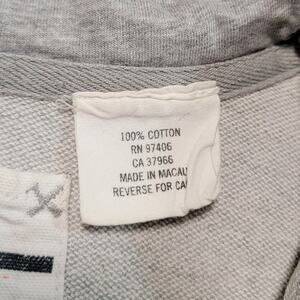 100% COTTON
RN 97406
CA 37966
MADE IN MACAU
REVERSE FOR CA